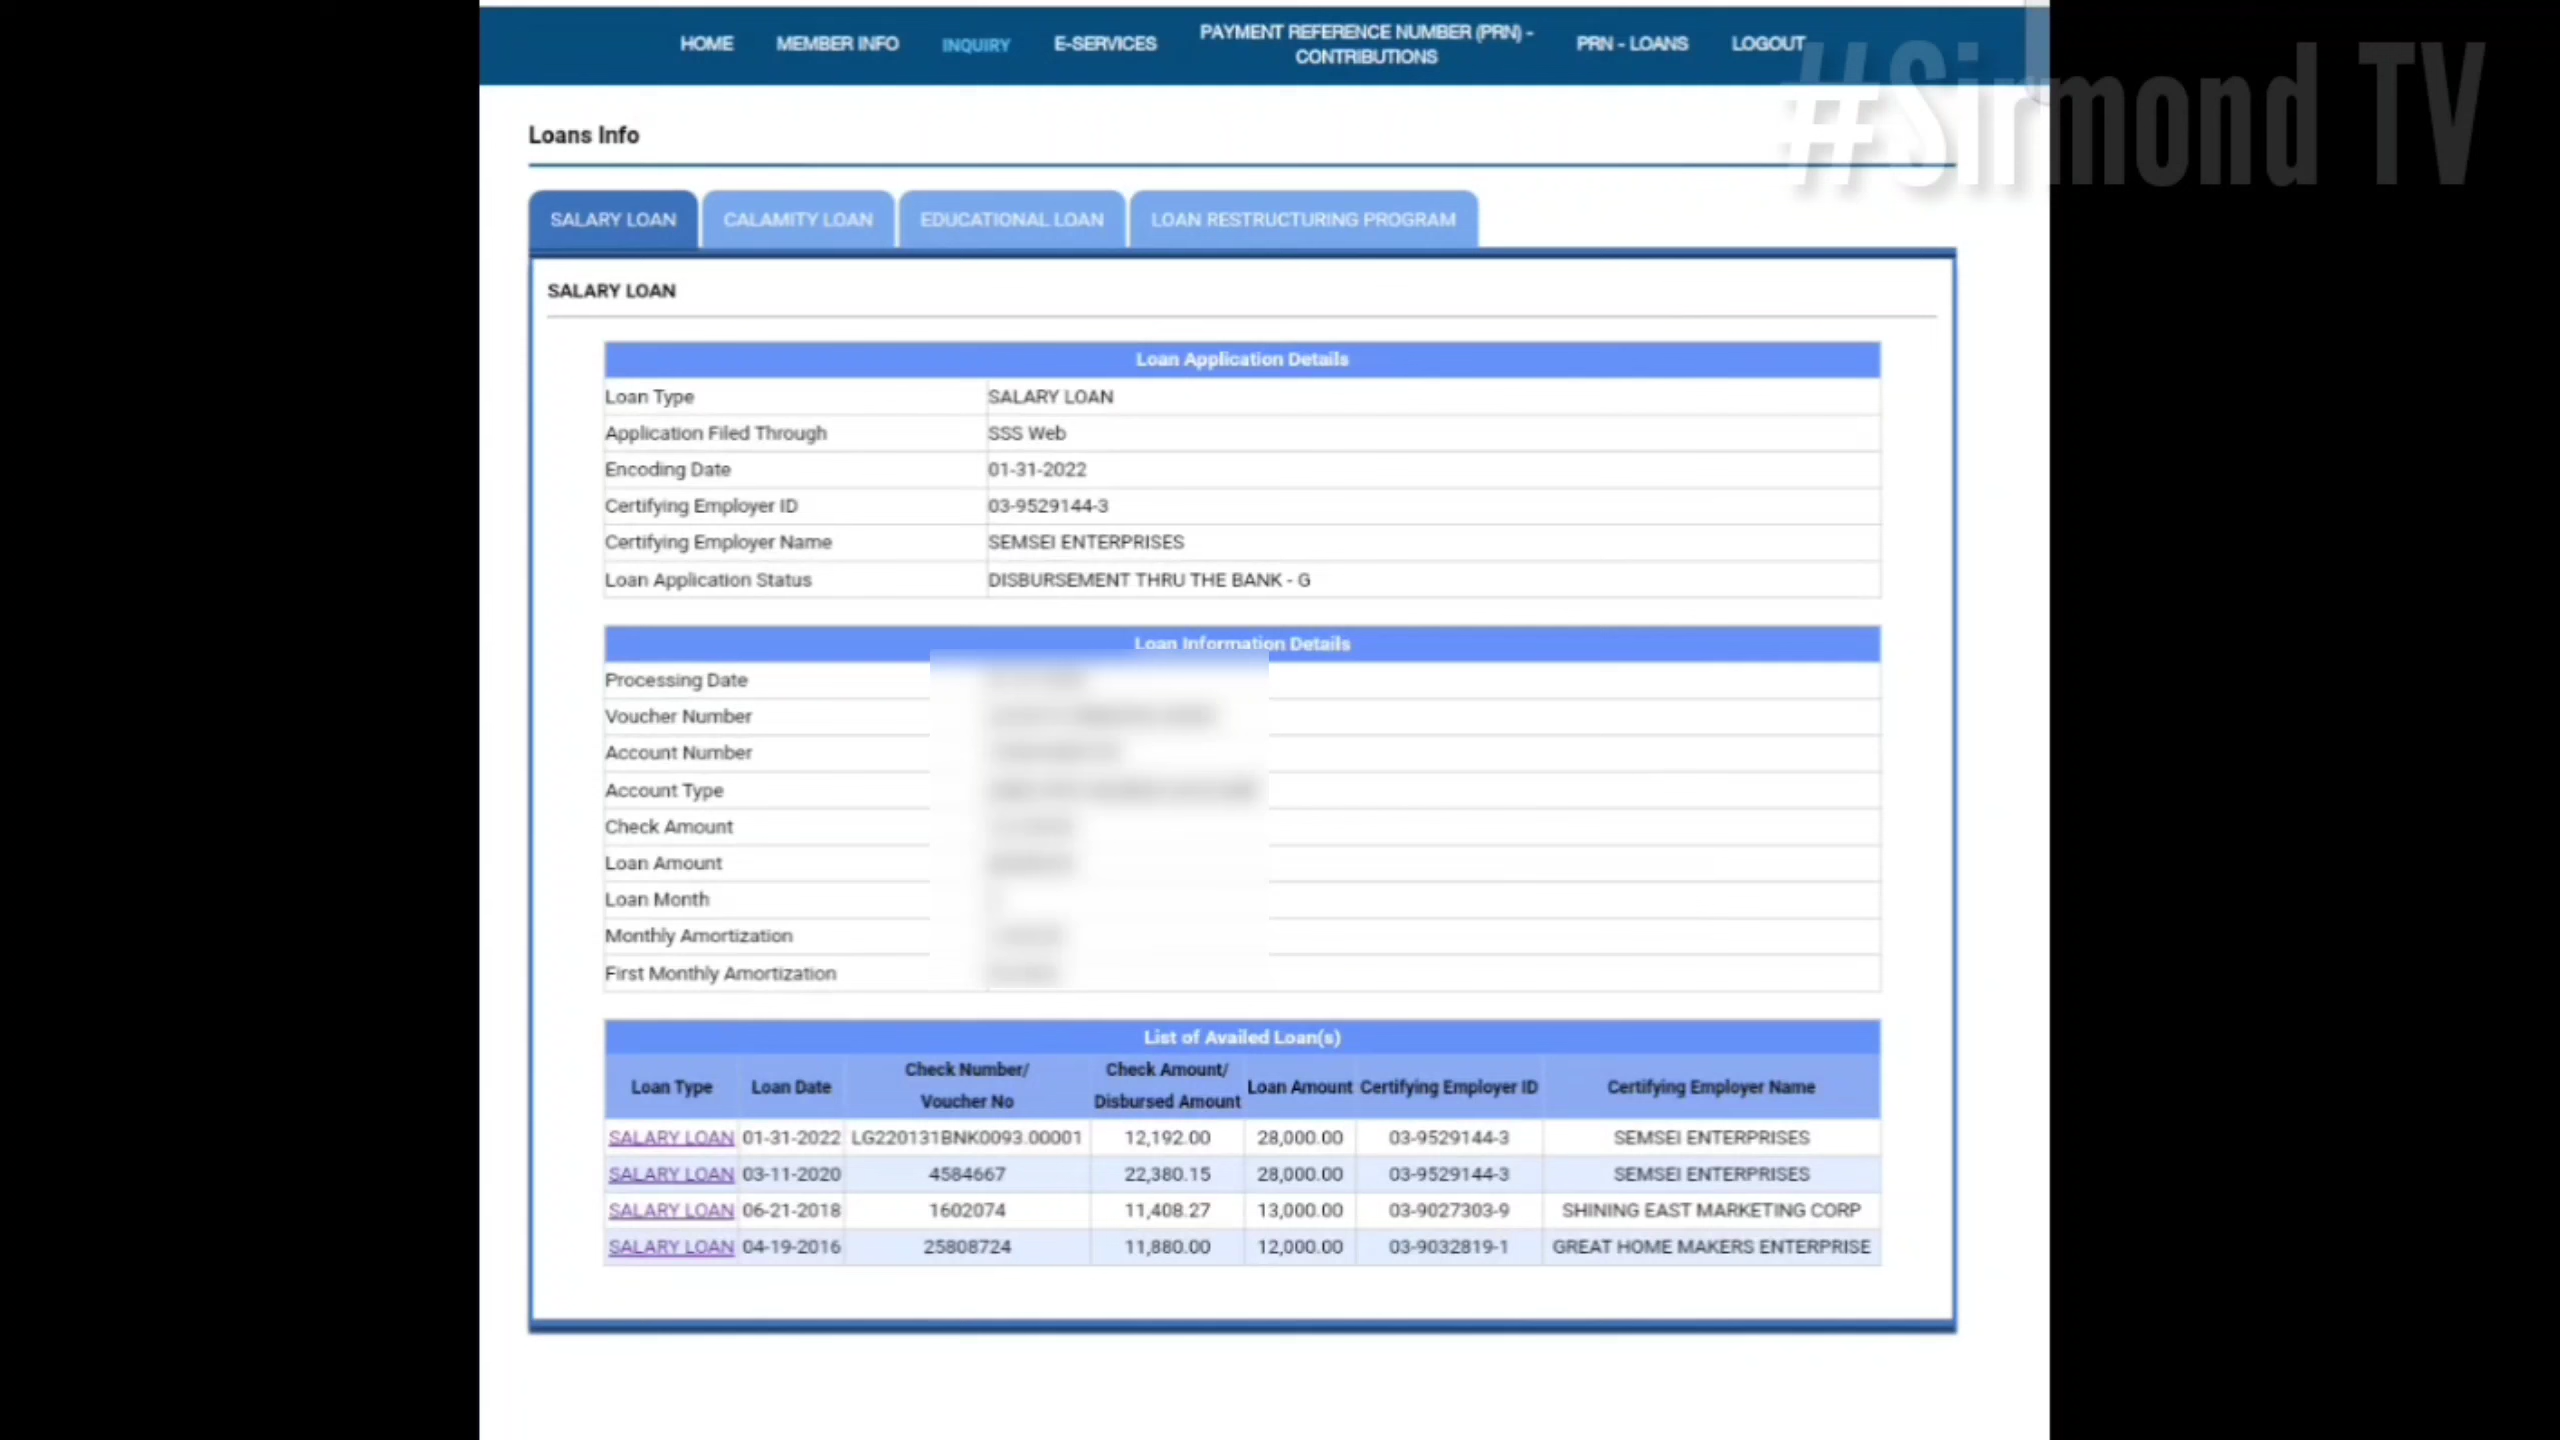 HOME MEMBER INFO INQUIRY E-SERVICES PAYMENT REFERENCE NUMBER (PRN) - CONTRIBUTIONS PRN - LOANS LOGOUT
#Sirmond TV
Loans Info
SALARY LOAN CALAMITY LOAN EDUCATIONAL LOAN LOAN RESTRUCTURING PROGRAM
SALARY LOAN
Loan Application Details
Loan Type SALARY LOAN
Application Filed Through SSS Web
Encoding Date 01-31-2022
Certifying Employer ID 03-9529144-3
Certifying Employer Name SEMSEI ENTERPRISES
Loan Application Status DISBURSEMENT THRU THE BANK - G
Loan Information Details
Processing Date
Voucher Number
Account Number
Account Type
Check Amount
Loan Amount
Loan Month
Monthly Amortization
First Monthly Amortization
List of Availed Loan(s)
Loan Type Loan Date Check Number/ Voucher No Check Amount/ Disbursed Amount Loan Amount Certifying Employer ID Certifying Employer Name
SALARY LOAN 01-31-2022 LG220131BNK0093.00001 12,192.00 28,000.00 03-9529144-3 SEMSEI ENTERPRISES
SALARY LOAN 03-11-2020 4584667 22,380.15 28,000.00 03-9529144-3 SEMSEI ENTERPRISES
SALARY LOAN 06-21-2018 1602074 11,408.27 13,000.00 03-9027303-9 SHINING EAST MARKETING CORP
SALARY LOAN 04-19-2016 25808724 11,880.00 12,000.00 03-9032819-1 GREAT HOME MAKERS ENTERPRISE